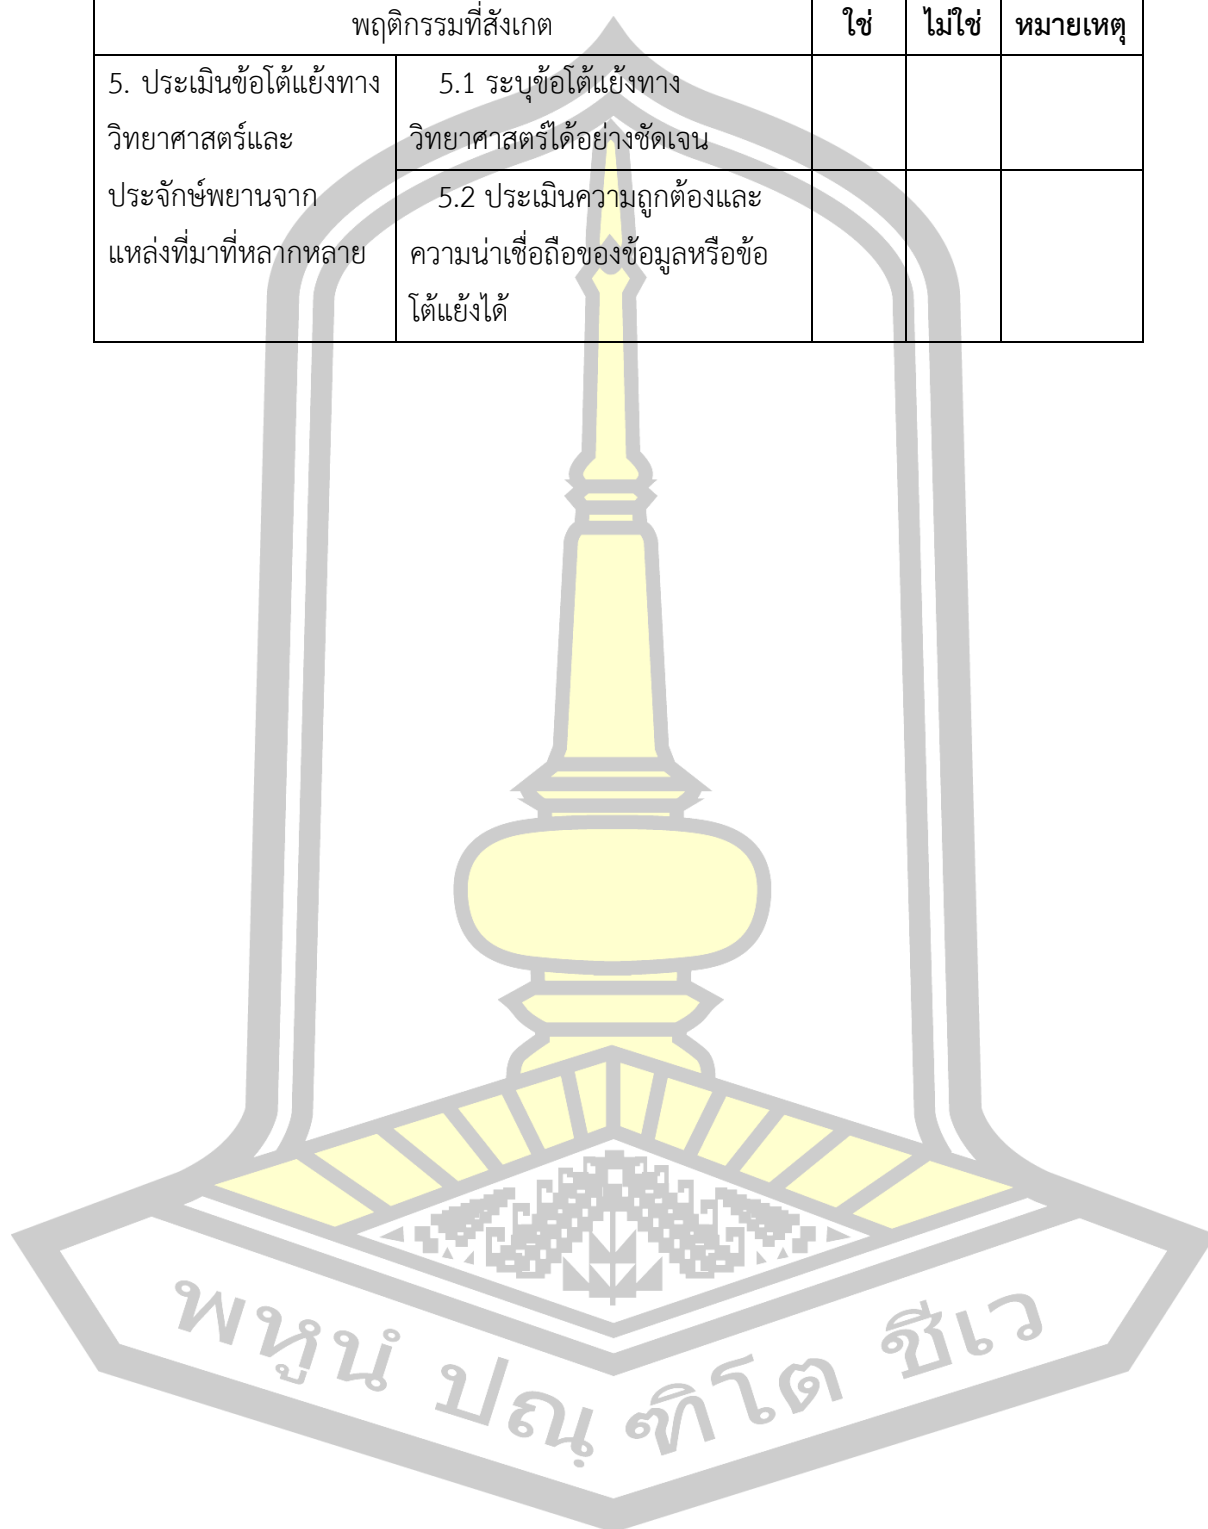 พฤติกรรมที่สังเกต ใช่ ไม่ใช่ หมายเหตุ
5. ประเมินข้อโต้แย้งทาง
วิทยาศาสตร์และ
ประจักษ์พยานจาก
แหล่งที่มาที่หลากหลาย
5.1 ระบุข้อโต้แย้งทาง
วิทยาศาสตร์ได้อย่างชัดเจน
5.2 ประเมินความถูกต้องและ
ความน่าเชื่อถือของข้อมูลหรือข้อ
โต้แย้งได้
พหูนํ ปณฺฑิโต ชีเว